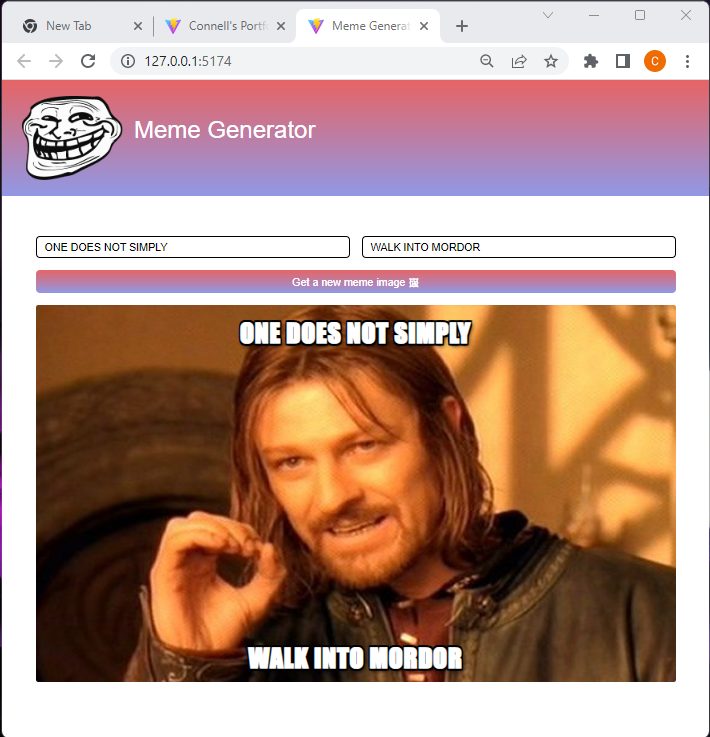 New Tab
Connell's Portf
Meme Generat
127.0.0.1:5174
C
Meme Generator
ONE DOES NOT SIMPLY
WALK INTO MORDOR
Get a new meme image 🖼
ONE DOES NOT SIMPLY
WALK INTO MORDOR